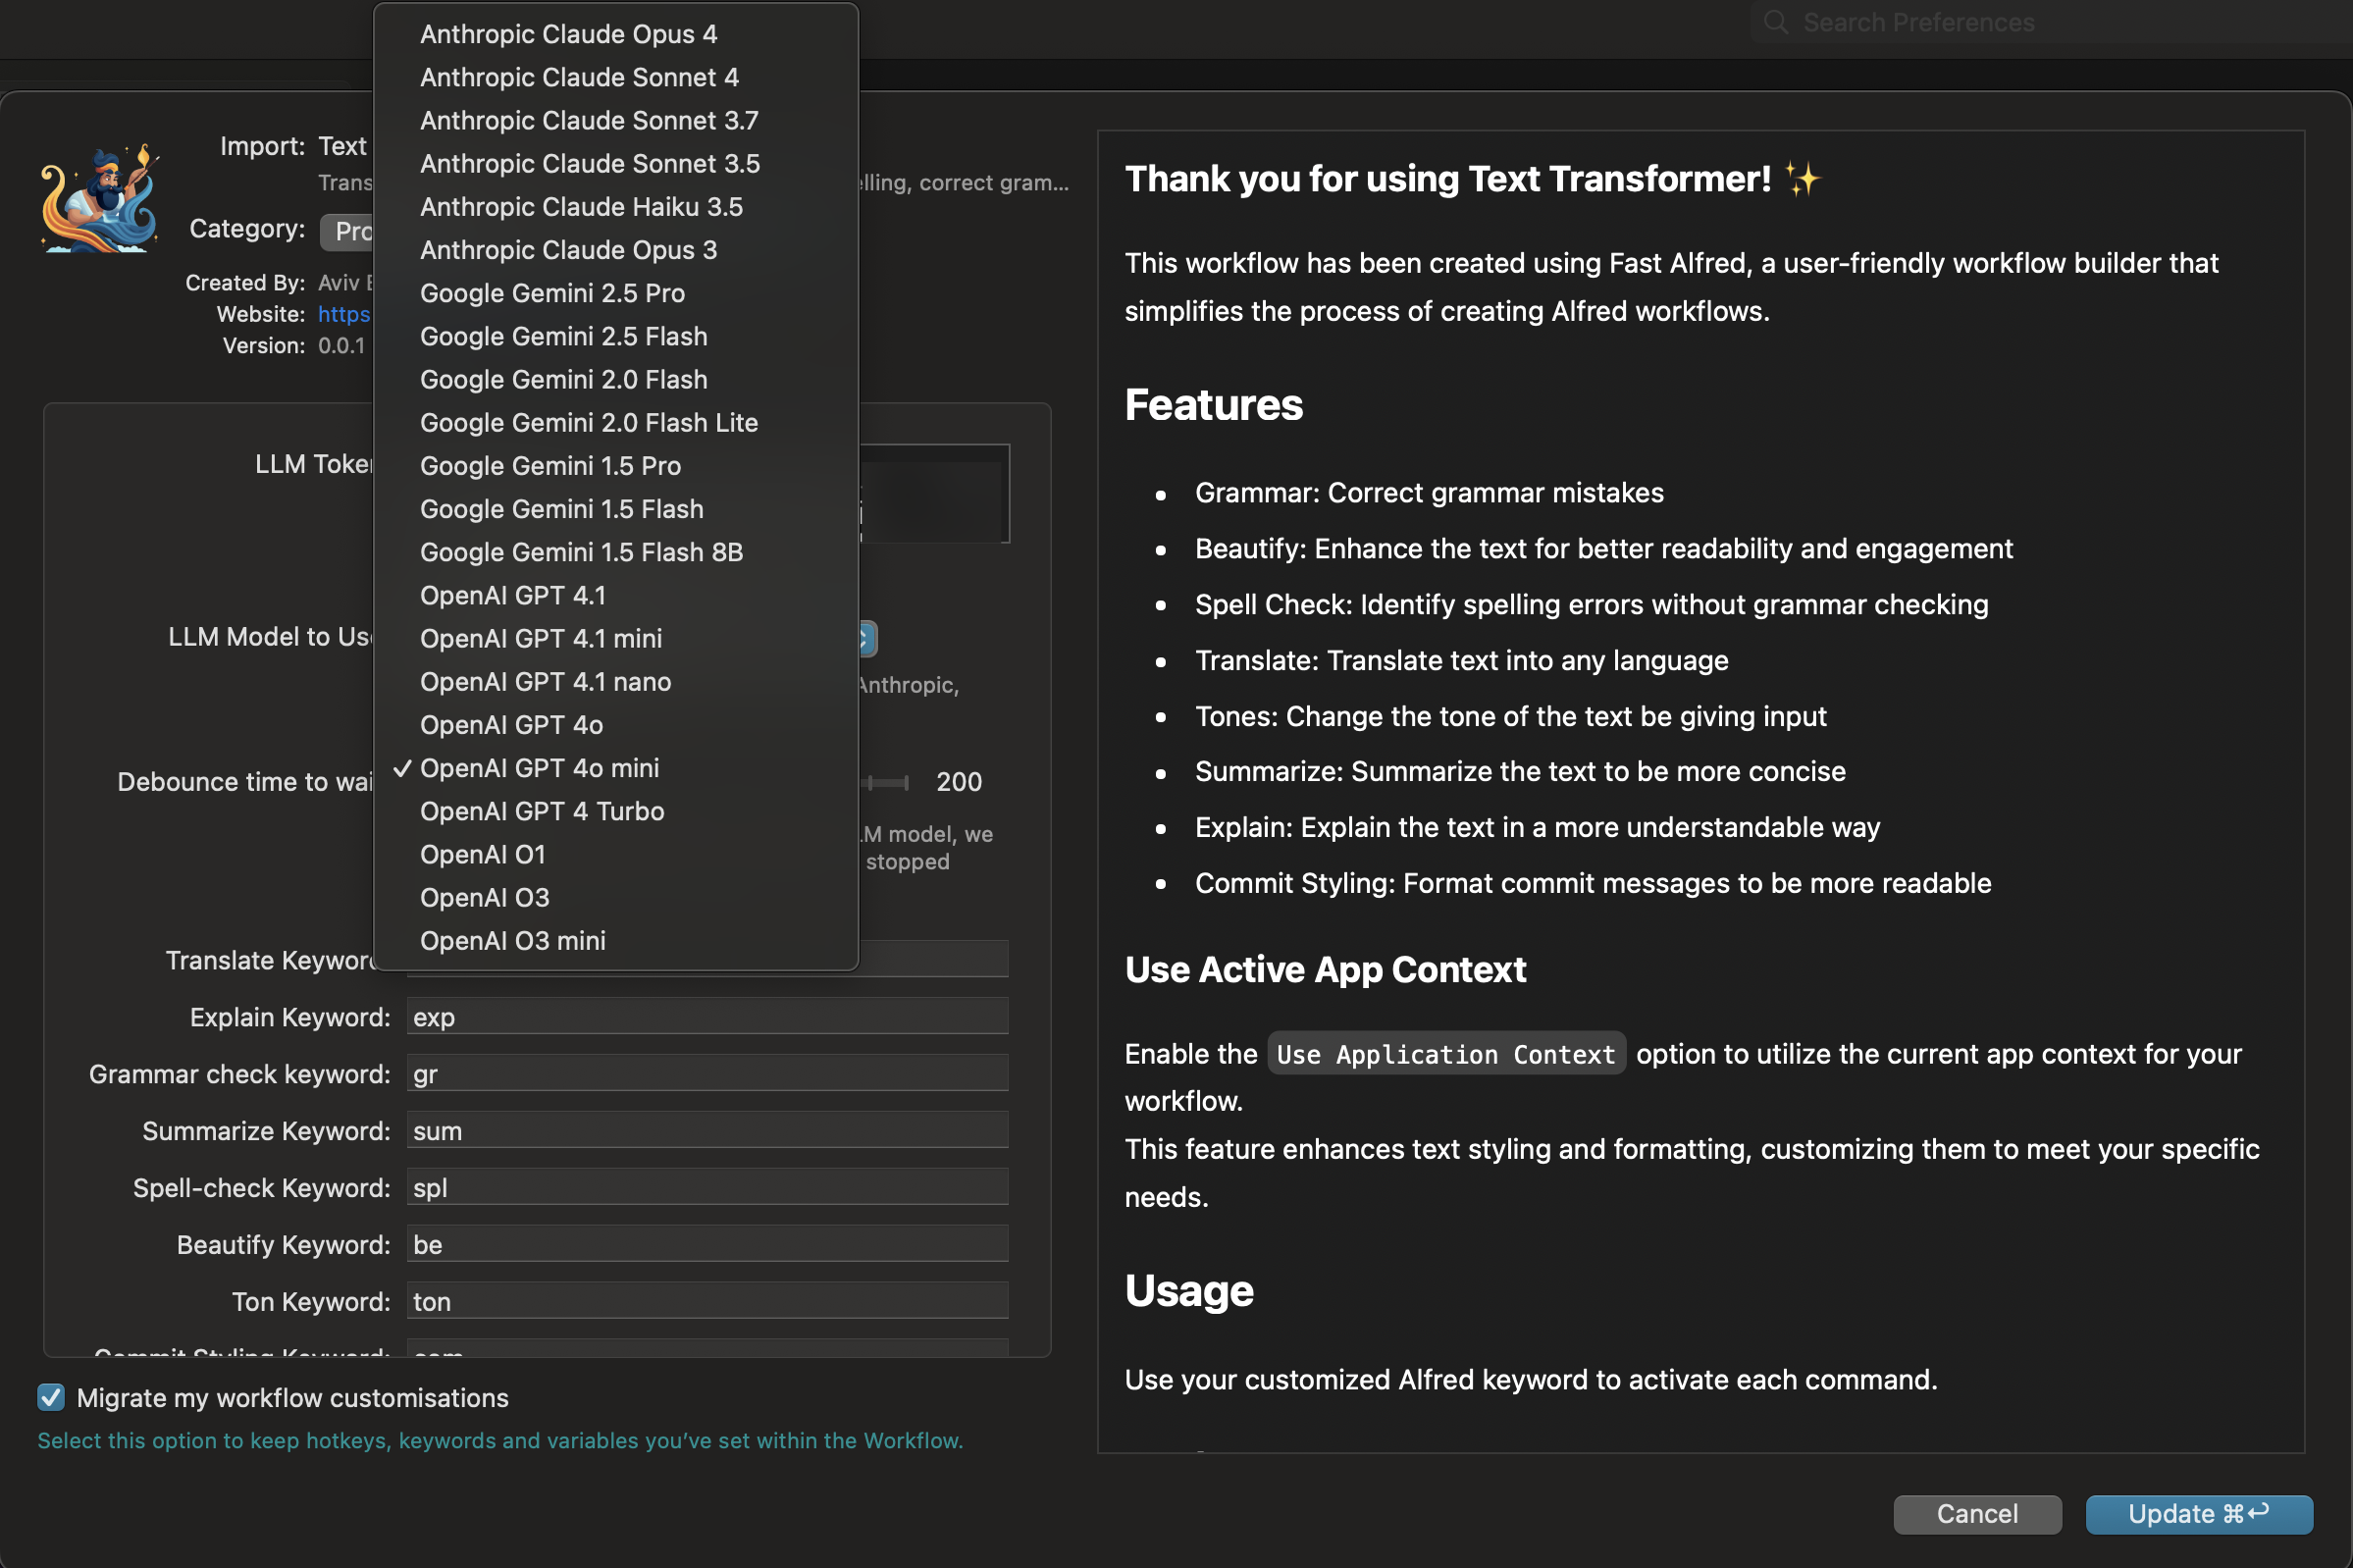 Search Preferences
Import: Text
Trans
elling, correct gram...
Category: Pro
Created By: Aviv
Website: https
Version: 0.0.1
Anthropic Claude Opus 4
Anthropic Claude Sonnet 4
Anthropic Claude Sonnet 3.7
Anthropic Claude Sonnet 3.5
Anthropic Claude Haiku 3.5
Anthropic Claude Opus 3
Google Gemini 2.5 Pro
Google Gemini 2.5 Flash
Google Gemini 2.0 Flash
Google Gemini 2.0 Flash Lite
Google Gemini 1.5 Pro
Google Gemini 1.5 Flash
Google Gemini 1.5 Flash 8B
OpenAI GPT 4.1
OpenAI GPT 4.1 mini
OpenAI GPT 4.1 nano
OpenAI GPT 4o
✓ OpenAI GPT 4o mini
OpenAI GPT 4 Turbo
OpenAI O1
OpenAI O3
OpenAI O3 mini
LLM Token
LLM Model to Use
Anthropic,
Debounce time to wai
200
LM model, we
stopped
Translate Keyword
Explain Keyword: exp
Grammar check keyword: gr
Summarize Keyword: sum
Spell-check Keyword: spl
Beautify Keyword: be
Ton Keyword: ton
Commit Styling Keyword: com
Migrate my workflow customisations
Select this option to keep hotkeys, keywords and variables you've set within the Workflow.
Thank you for using Text Transformer! ✨
This workflow has been created using Fast Alfred, a user-friendly workflow builder that
simplifies the process of creating Alfred workflows.
Features
• Grammar: Correct grammar mistakes
• Beautify: Enhance the text for better readability and engagement
• Spell Check: Identify spelling errors without grammar checking
• Translate: Translate text into any language
• Tones: Change the tone of the text be giving input
• Summarize: Summarize the text to be more concise
• Explain: Explain the text in a more understandable way
• Commit Styling: Format commit messages to be more readable
Use Active App Context
Enable the Use Application Context option to utilize the current app context for your
workflow.
This feature enhances text styling and formatting, customizing them to meet your specific
needs.
Usage
Use your customized Alfred keyword to activate each command.
Cancel
Update ⌘↩